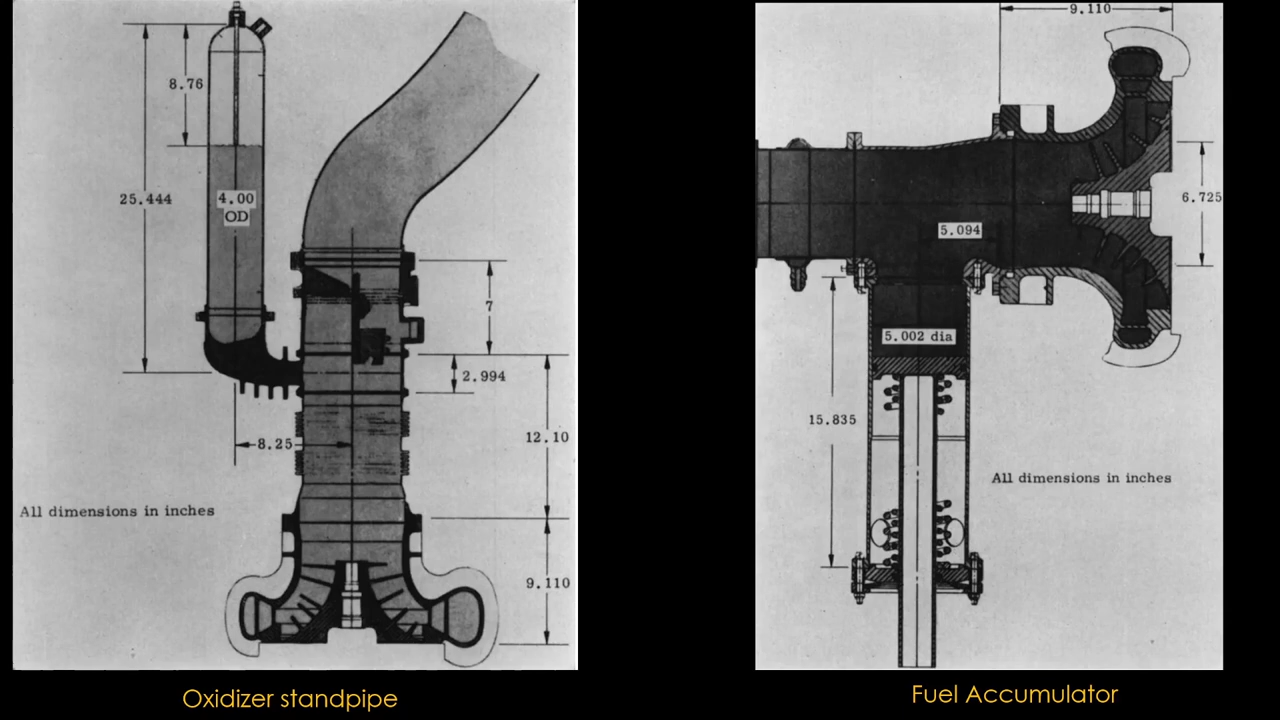 8.76
25.444
4.00
OD
7
2.994
8.25
12.10
9.110
All dimensions in inches
Oxidizer standpipe
9.110
6.725
5.094
5.002 dia
15.835
All dimensions in inches
Fuel Accumulator